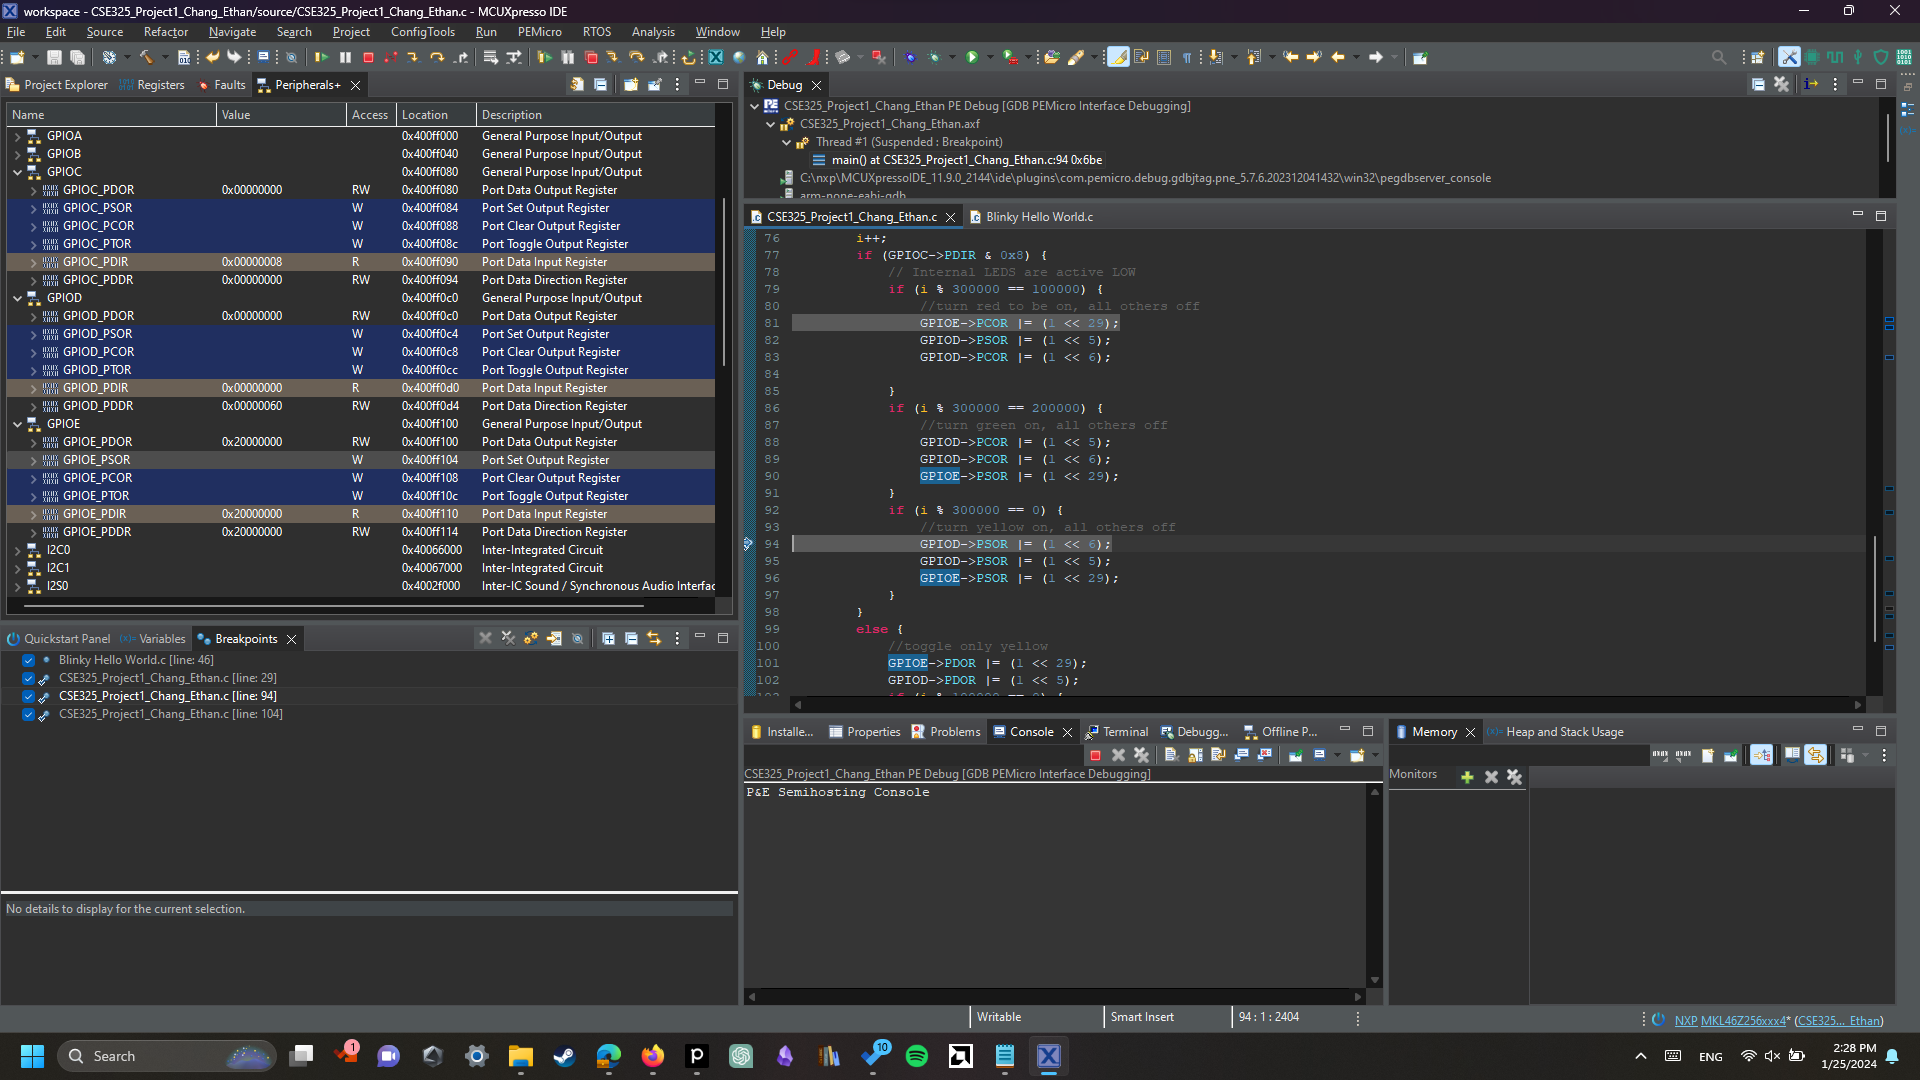 workspace - CSE325_Project1_Chang_Ethan/source/CSE325_Project1_Chang_Ethan.c - MCUXpresso IDE
File Edit Source Refactor Navigate Search Project ConfigTools Run PEMicro RTOS Analysis Window Help
Project Explorer Registers Faults Peripherals+
Name Value Access Location Description
GPIOA 0x400ff000 General Purpose Input/Output
GPIOB 0x400ff040 General Purpose Input/Output
GPIOC 0x400ff080 General Purpose Input/Output
GPIOC_PDOR 0x00000000 RW 0x400ff080 Port Data Output Register
GPIOC_PSOR W 0x400ff084 Port Set Output Register
GPIOC_PCOR W 0x400ff088 Port Clear Output Register
GPIOC_PTOR W 0x400ff08c Port Toggle Output Register
GPIOC_PDIR 0x00000008 R 0x400ff090 Port Data Input Register
GPIOC_PDDR 0x00000000 RW 0x400ff094 Port Data Direction Register
GPIOD 0x400ff0c0 General Purpose Input/Output
GPIOD_PDOR 0x00000000 RW 0x400ff0c0 Port Data Output Register
GPIOD_PSOR W 0x400ff0c4 Port Set Output Register
GPIOD_PCOR W 0x400ff0c8 Port Clear Output Register
GPIOD_PTOR W 0x400ff0cc Port Toggle Output Register
GPIOD_PDIR 0x00000000 R 0x400ff0d0 Port Data Input Register
GPIOD_PDDR 0x00000060 RW 0x400ff0d4 Port Data Direction Register
GPIOE 0x400ff100 General Purpose Input/Output
GPIOE_PDOR 0x20000000 RW 0x400ff100 Port Data Output Register
GPIOE_PSOR W 0x400ff104 Port Set Output Register
GPIOE_PCOR W 0x400ff108 Port Clear Output Register
GPIOE_PTOR W 0x400ff10c Port Toggle Output Register
GPIOE_PDIR 0x20000000 R 0x400ff110 Port Data Input Register
GPIOE_PDDR 0x20000000 RW 0x400ff114 Port Data Direction Register
I2C0 0x40066000 Inter-Integrated Circuit
I2C1 0x40067000 Inter-Integrated Circuit
I2S0 0x4002f000 Inter-IC Sound / Synchronous Audio Interfac
Quickstart Panel (x)= Variables Breakpoints
Blinky Hello World.c [line: 46]
CSE325_Project1_Chang_Ethan.c [line: 29]
CSE325_Project1_Chang_Ethan.c [line: 94]
CSE325_Project1_Chang_Ethan.c [line: 104]
No details to display for the current selection.
Debug
CSE325_Project1_Chang_Ethan PE Debug [GDB PEMicro Interface Debugging]
CSE325_Project1_Chang_Ethan.axf
Thread #1 (Suspended : Breakpoint)
main() at CSE325_Project1_Chang_Ethan.c:94 0x6be
C:\nxp\MCUXpressoIDE_11.9.0_2144\ide\plugins\com.pemicro.debug.gdbjtag.pne_5.7.6.202312041432\win32\pegdbserver_console
arm-none-eabi-gdb
CSE325_Project1_Chang_Ethan.c Blinky Hello World.c
76 i++;
77 if (GPIOC->PDIR & 0x8) {
78 // Internal LEDS are active LOW
79 if (i % 300000 == 100000) {
80 //turn red to be on, all others off
81 GPIOE->PCOR |= (1 << 29);
82 GPIOD->PSOR |= (1 << 5);
83 GPIOD->PCOR |= (1 << 6);
84
85 }
86 if (i % 300000 == 200000) {
87 //turn green on, all others off
88 GPIOD->PCOR |= (1 << 5);
89 GPIOD->PCOR |= (1 << 6);
90 GPIOE->PSOR |= (1 << 29);
91 }
92 if (i % 300000 == 0) {
93 //turn yellow on, all others off
94 GPIOD->PSOR |= (1 << 6);
95 GPIOD->PSOR |= (1 << 5);
96 GPIOE->PSOR |= (1 << 29);
97 }
98 }
99 else {
100 //toggle only yellow
101 GPIOE->PDOR |= (1 << 29);
102 GPIOD->PDOR |= (1 << 5);
Installe... Properties Problems Console Terminal Debugg... Offline P...
CSE325_Project1_Chang_Ethan PE Debug [GDB PEMicro Interface Debugging]
P&E Semihosting Console
Memory (x)= Heap and Stack Usage
Monitors
Writable Smart Insert 94 : 1 : 2404
NXP MKL46Z256xxx4* (CSE325... Ethan)
Search
1
10
ENG
2:28 PM
1/25/2024